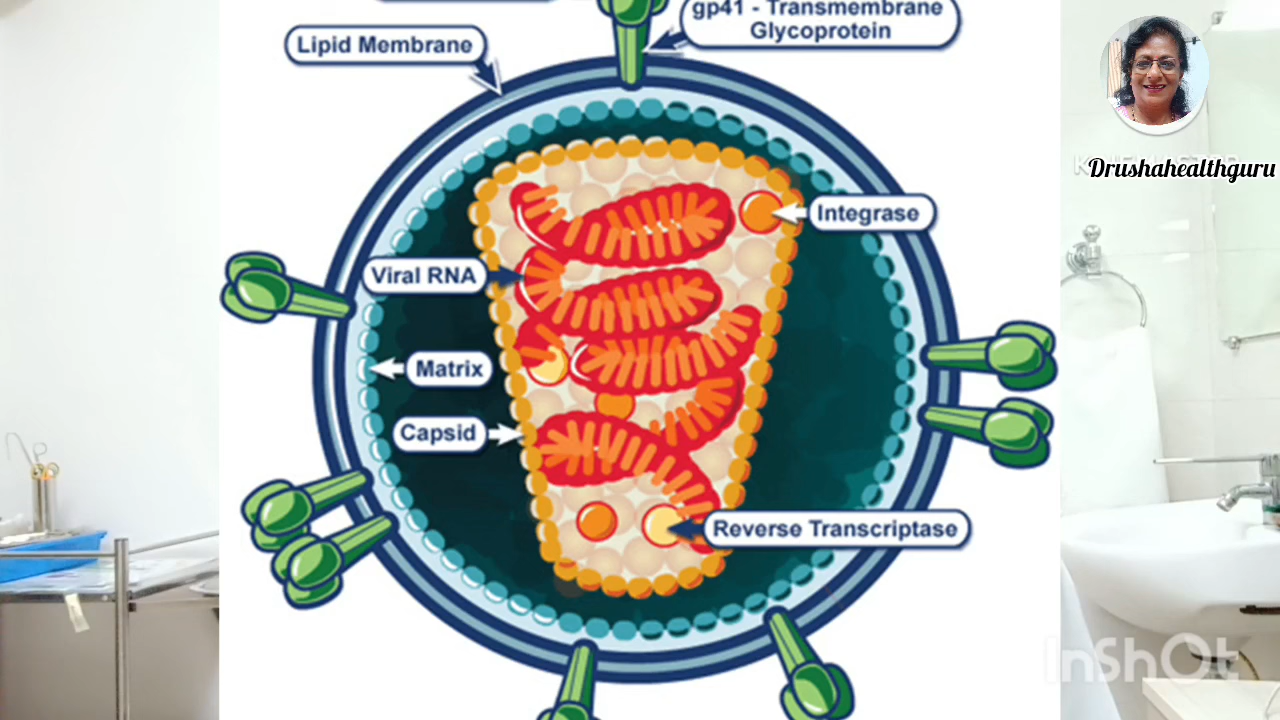 gp41 - Transmembrane
Glycoprotein
Lipid Membrane
Drushahealthguru
Integrase
Viral RNA
Matrix
Capsid
Reverse Transcriptase
InShOt